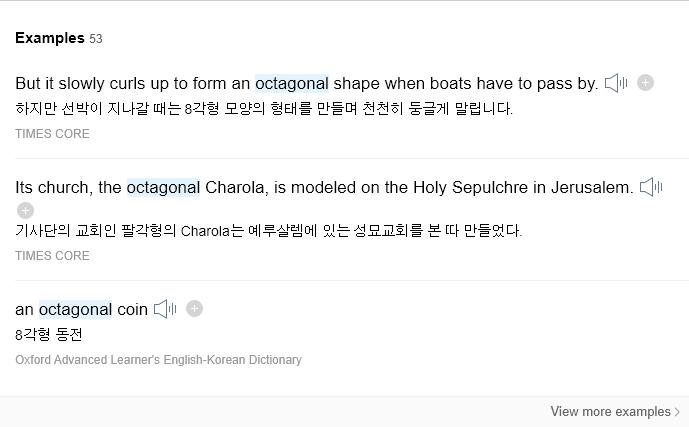 Examples 53
But it slowly curls up to form an octagonal shape when boats have to pass by.
하지만 선박이 지나갈 때는 8각형 모양의 형태를 만들며 천천히 둥글게 말립니다.
TIMES CORE
Its church, the octagonal Charola, is modeled on the Holy Sepulchre in Jerusalem.
기사단의 교회인 팔각형의 Charola는 예루살렘에 있는 성묘교회를 본 따 만들었다.
TIMES CORE
an octagonal coin
8각형 동전
Oxford Advanced Learner's English-Korean Dictionary
View more examples